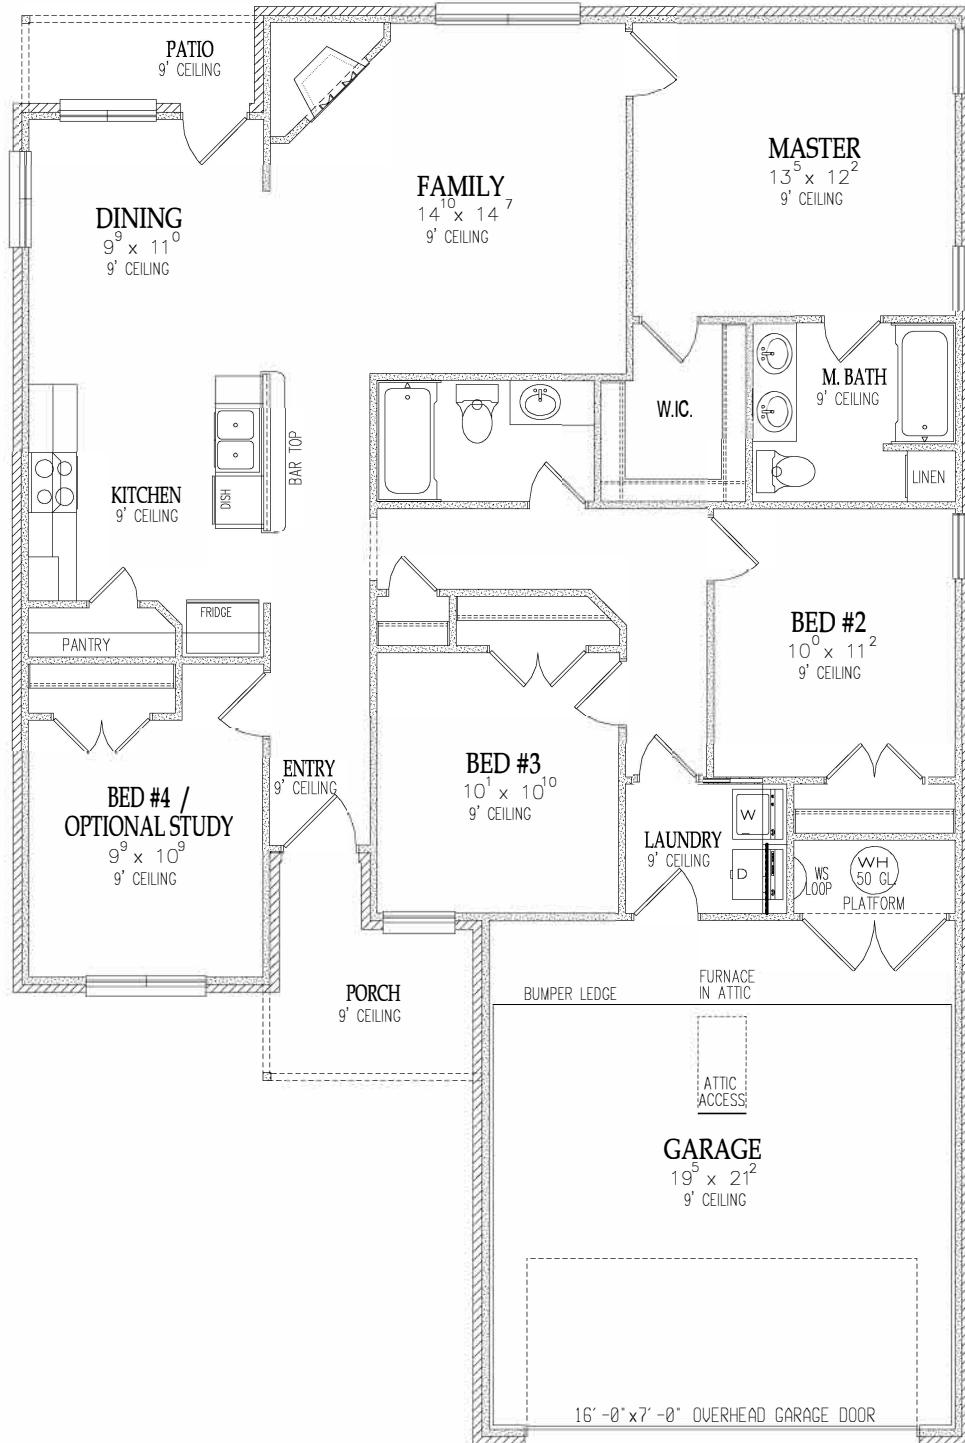 PATIO
9' CEILING
MASTER
13⁵ x 12²
9' CEILING
FAMILY
14¹⁰ x 14⁷
9' CEILING
DINING
9⁹ x 11⁰
9' CEILING
M. BATH
9' CEILING
W.IC.
BAR TOP
LINEN
KITCHEN
9' CEILING
DISH
FRIDGE
PANTRY
BED #2
10⁰ x 11²
9' CEILING
ENTRY
9' CEILING
BED #3
10¹ x 10¹⁰
9' CEILING
BED #4 /
OPTIONAL STUDY
9⁹ x 10⁹
9' CEILING
W
LAUNDRY
9' CEILING
D
WS
LOOP
WH
50 GL.
PLATFORM
PORCH
9' CEILING
BUMPER LEDGE
FURNACE
IN ATTIC
ATTIC
ACCESS
GARAGE
19⁵ x 21²
9' CEILING
16'-0"x7'-0" OVERHEAD GARAGE DOOR